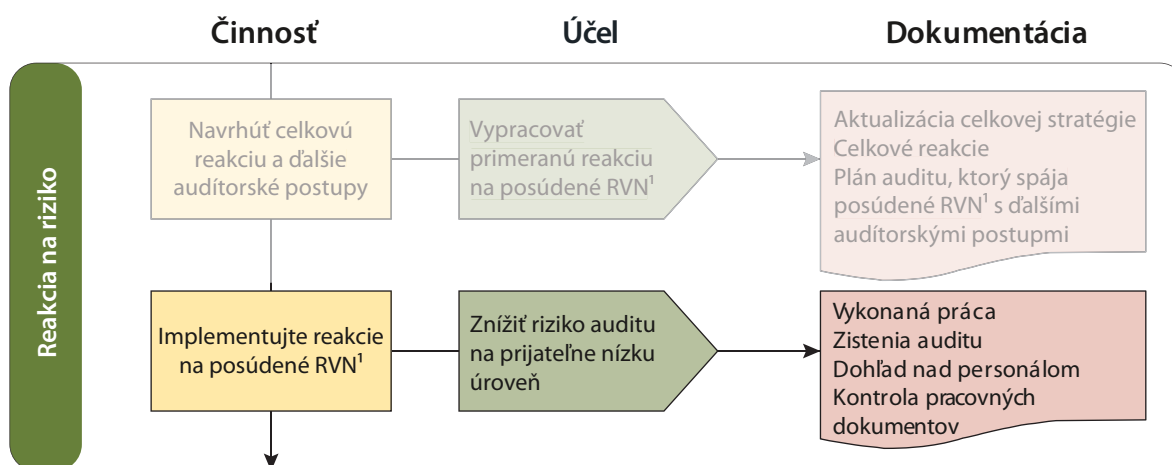 Činnosť
Účel
Dokumentácia
Reakcia na riziko
Navrhúť celkovú
reakciu a ďalšie
audítorské postupy
Vypracovať
primeranú reakciu
na posúdené RVN¹
Aktualizácia celkovej stratégie
Celkové reakcie
Plán auditu, ktorý spája
posúdené RVN¹ s ďalšími
audítorskými postupmi
Implementujte reakcie
na posúdené RVN¹
Znížiť riziko auditu
na prijateľne nízku
úroveň
Vykonaná práca
Zistenia auditu
Dohľad nad personálom
Kontrola pracovných
dokumentov